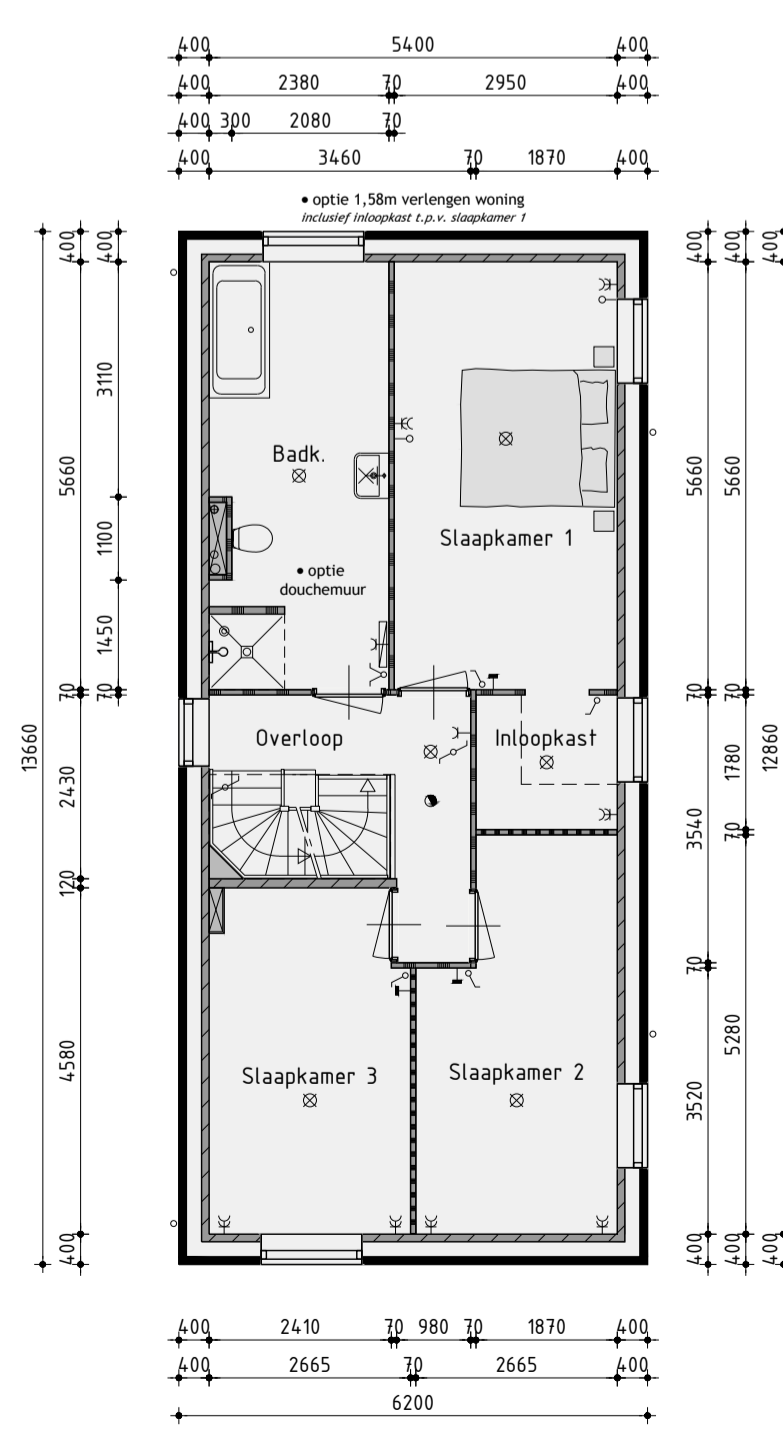 400 5400 400
400 2380 70 2950 400
400 300 2080 70
400 3460 70 1870 400
• optie 1,58m verlengen woning
inclusief inloopkast t.p.v. slaapkamer 1
13660
400 5660 70 2430 120 4580 400
400 3110 1100 1450 70
Badk.
Slaapkamer 1
• optie
douchemuur
Overloop
Inloopkast
Slaapkamer 3
Slaapkamer 2
400 5660 70 3540 70 3520 400
400 5660 70 1780 70 5280 400
400 12860 400
400 2410 70 980 70 1870 400
400 2665 70 2665 400
6200